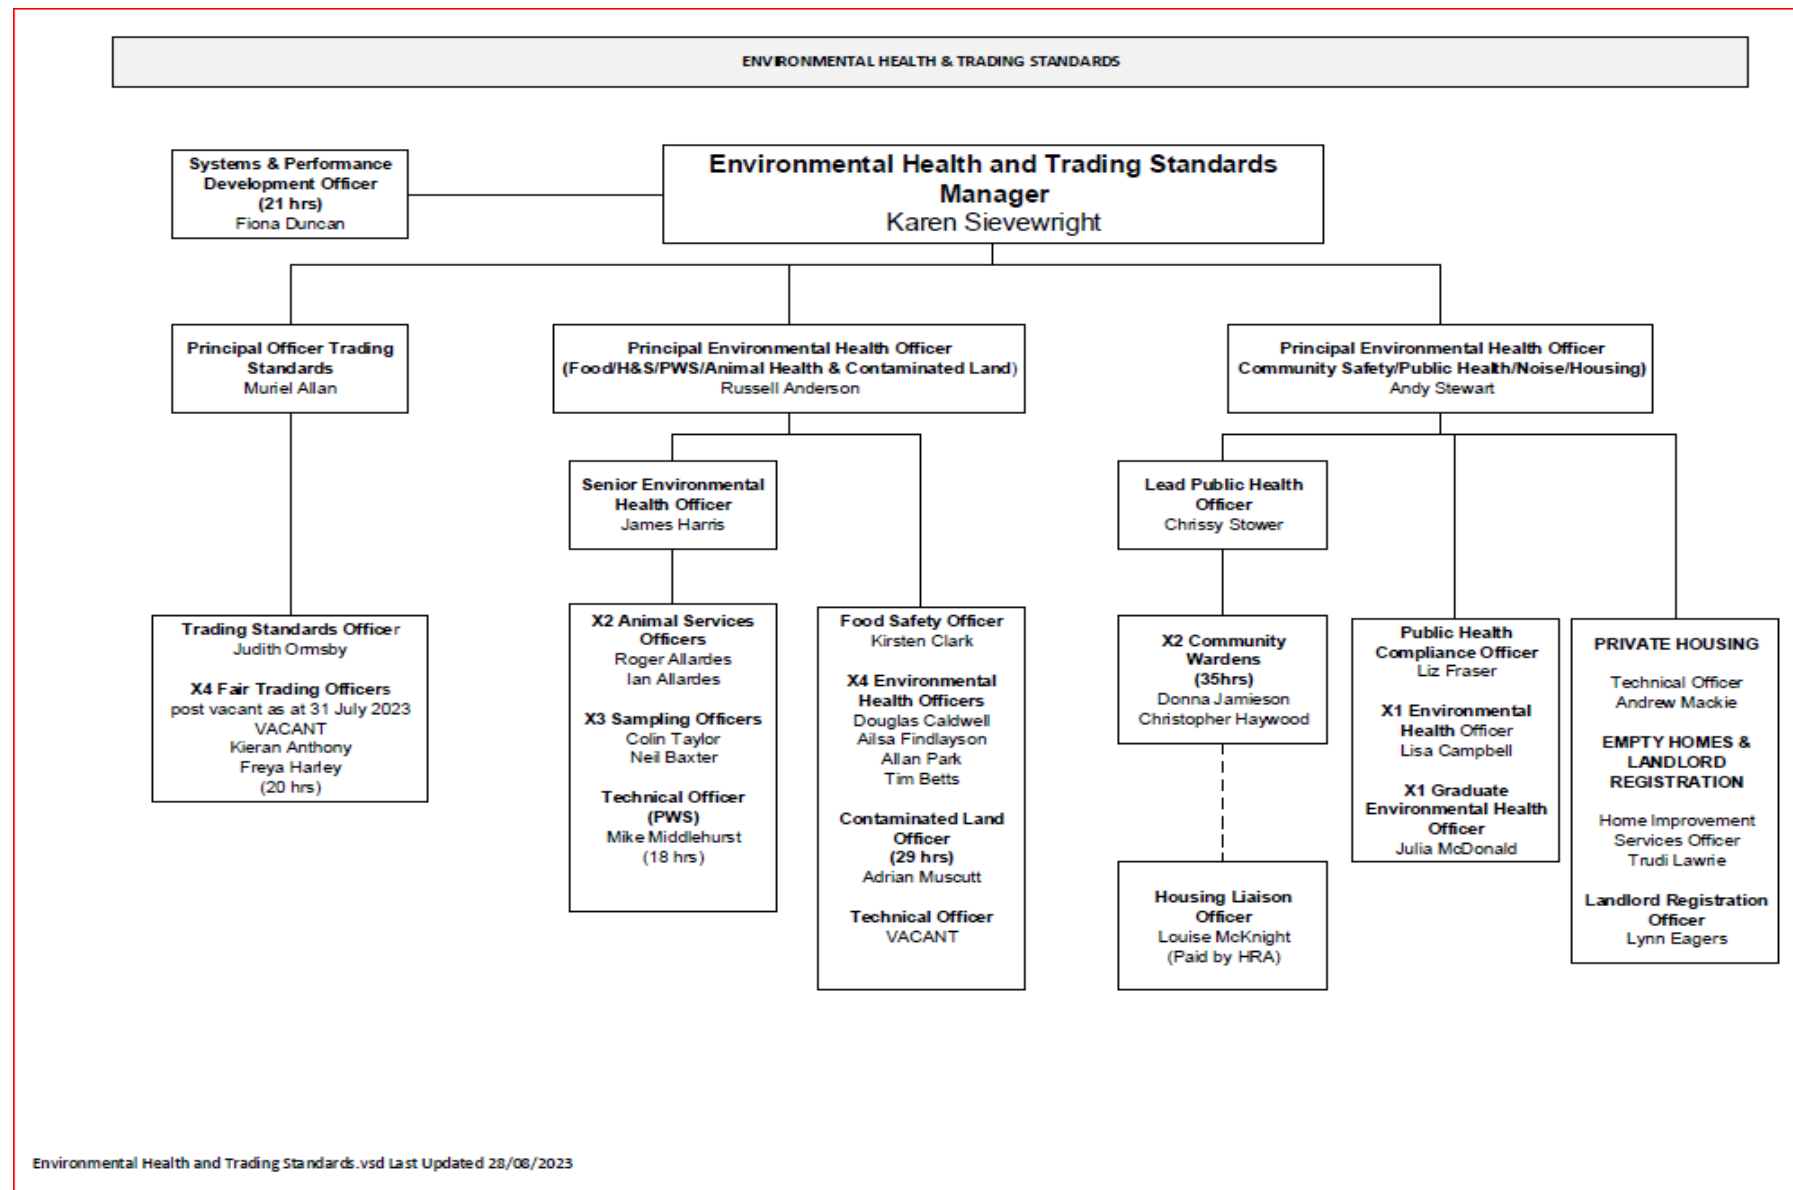 ENVIRONMENTAL HEALTH & TRADING STANDARDS
Systems & Performance
Development Officer
(21 hrs)
Fiona Duncan
Environmental Health and Trading Standards
Manager
Karen Sievewright
Principal Officer Trading
Standards
Muriel Allan
Principal Environmental Health Officer
(Food/H&S/PWS/Animal Health & Contaminated Land)
Russell Anderson
Principal Environmental Health Officer
Community Safety/Public Health/Noise/Housing)
Andy Stewart
Senior Environmental
Health Officer
James Harris
Lead Public Health
Officer
Chrissy Stower
Trading Standards Officer
Judith Ormsby
X4 Fair Trading Officers
post vacant as at 31 July 2023
VACANT
Kieran Anthony
Freya Harley
(20 hrs)
X2 Animal Services
Officers
Roger Allardes
Ian Allardes
X3 Sampling Officers
Colin Taylor
Neil Baxter
Technical Officer
(PWS)
Mike Middlehurst
(18 hrs)
Food Safety Officer
Kirsten Clark
X4 Environmental
Health Officers
Douglas Caldwell
Ailsa Findlayson
Allan Park
Tim Betts
Contaminated Land
Officer
(29 hrs)
Adrian Muscutt
Technical Officer
VACANT
X2 Community
Wardens
(35hrs)
Donna Jamieson
Christopher Haywood
Housing Liaison
Officer
Louise McKnight
(Paid by HRA)
Public Health
Compliance Officer
Liz Fraser
X1 Environmental
Health Officer
Lisa Campbell
X1 Graduate
Environmental Health
Officer
Julia McDonald
PRIVATE HOUSING
Technical Officer
Andrew Mackie
EMPTY HOMES &
LANDLORD
REGISTRATION
Home Improvement
Services Officer
Trudi Lawrie
Landlord Registration
Officer
Lynn Eagers
Environmental Health and Trading Standards.vsd Last Updated 28/08/2023